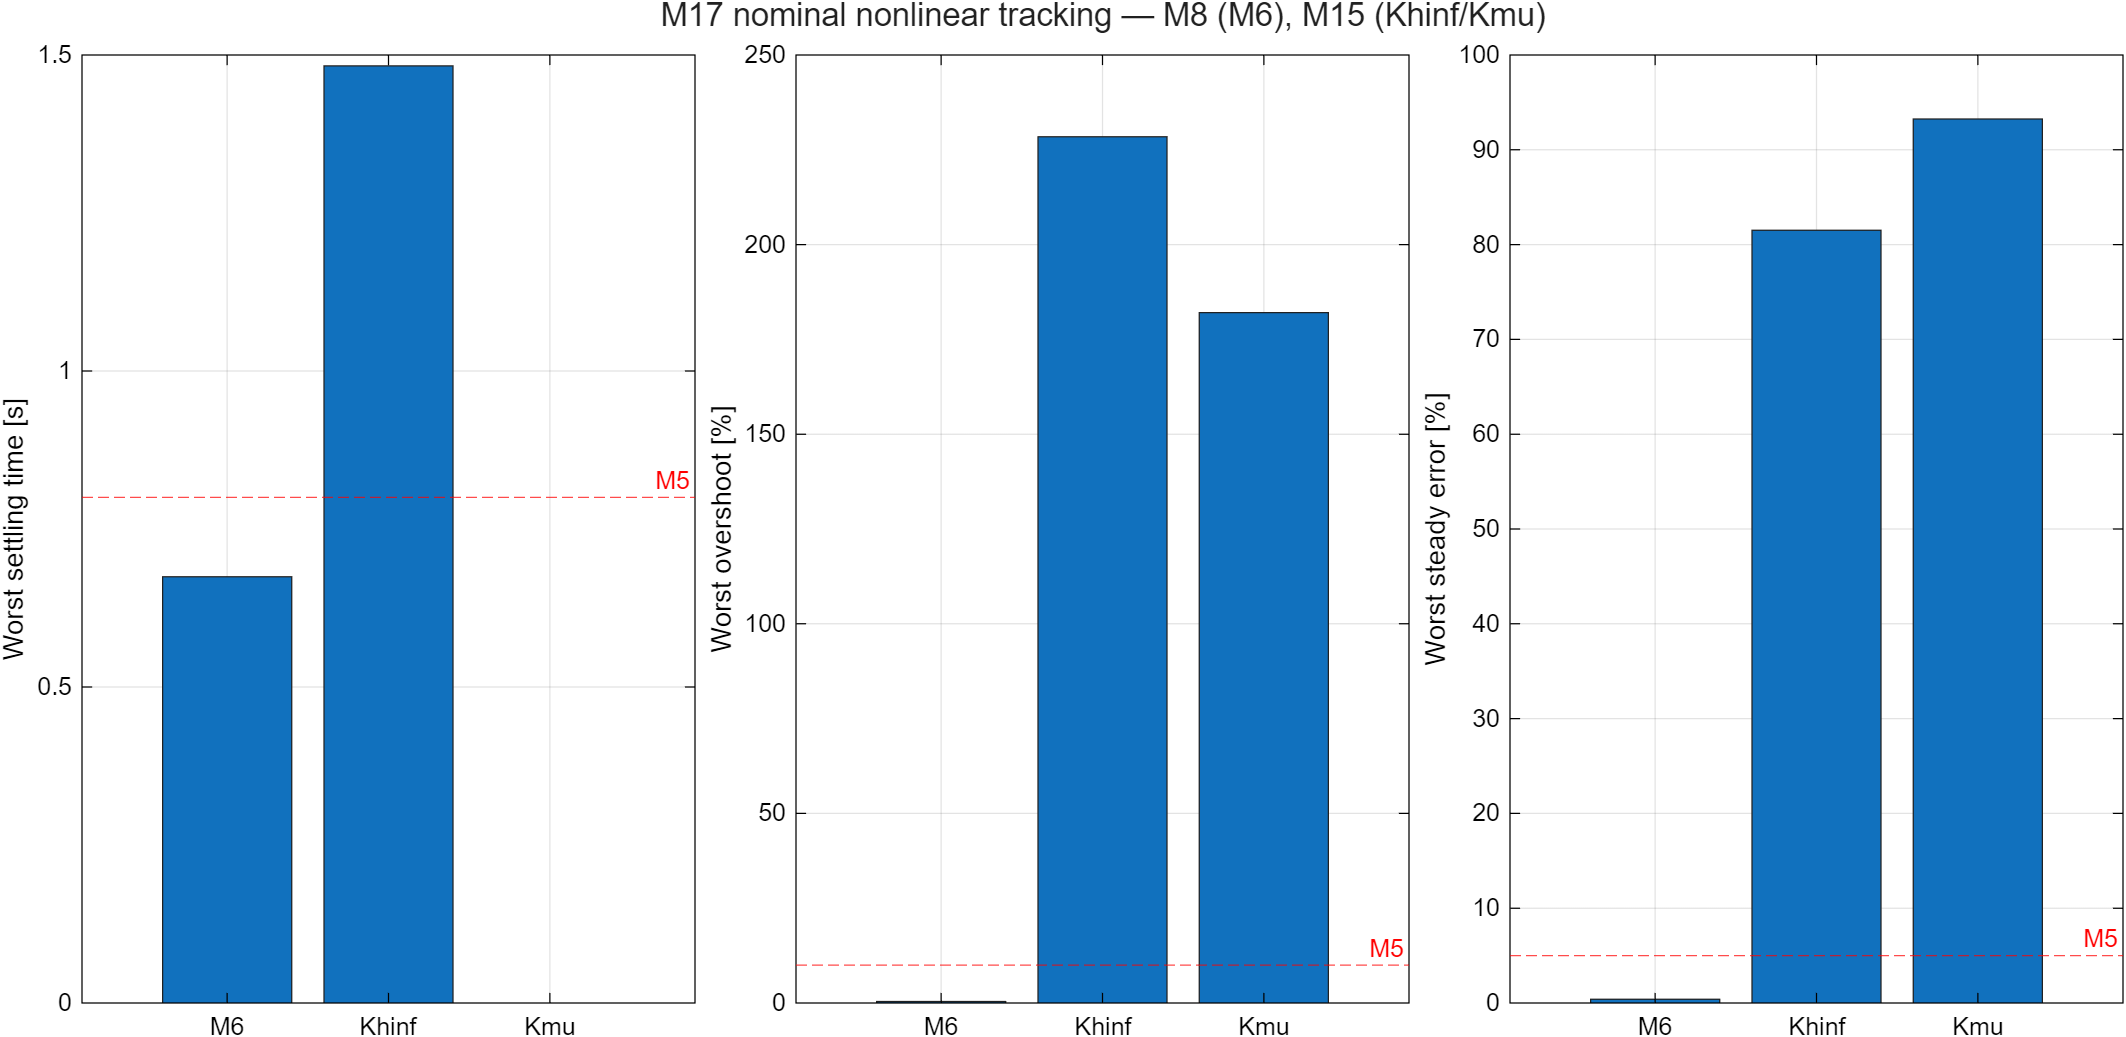 M17 nominal nonlinear tracking — M8 (M6), M15 (Khinf/Kmu)
Worst settling time [s]
1.5
1
0.5
0
M5
M6 Khinf Kmu
Worst overshoot [%]
250
200
150
100
50
0
M5
M6 Khinf Kmu
Worst steady error [%]
100
90
80
70
60
50
40
30
20
10
0
M5
M6 Khinf Kmu